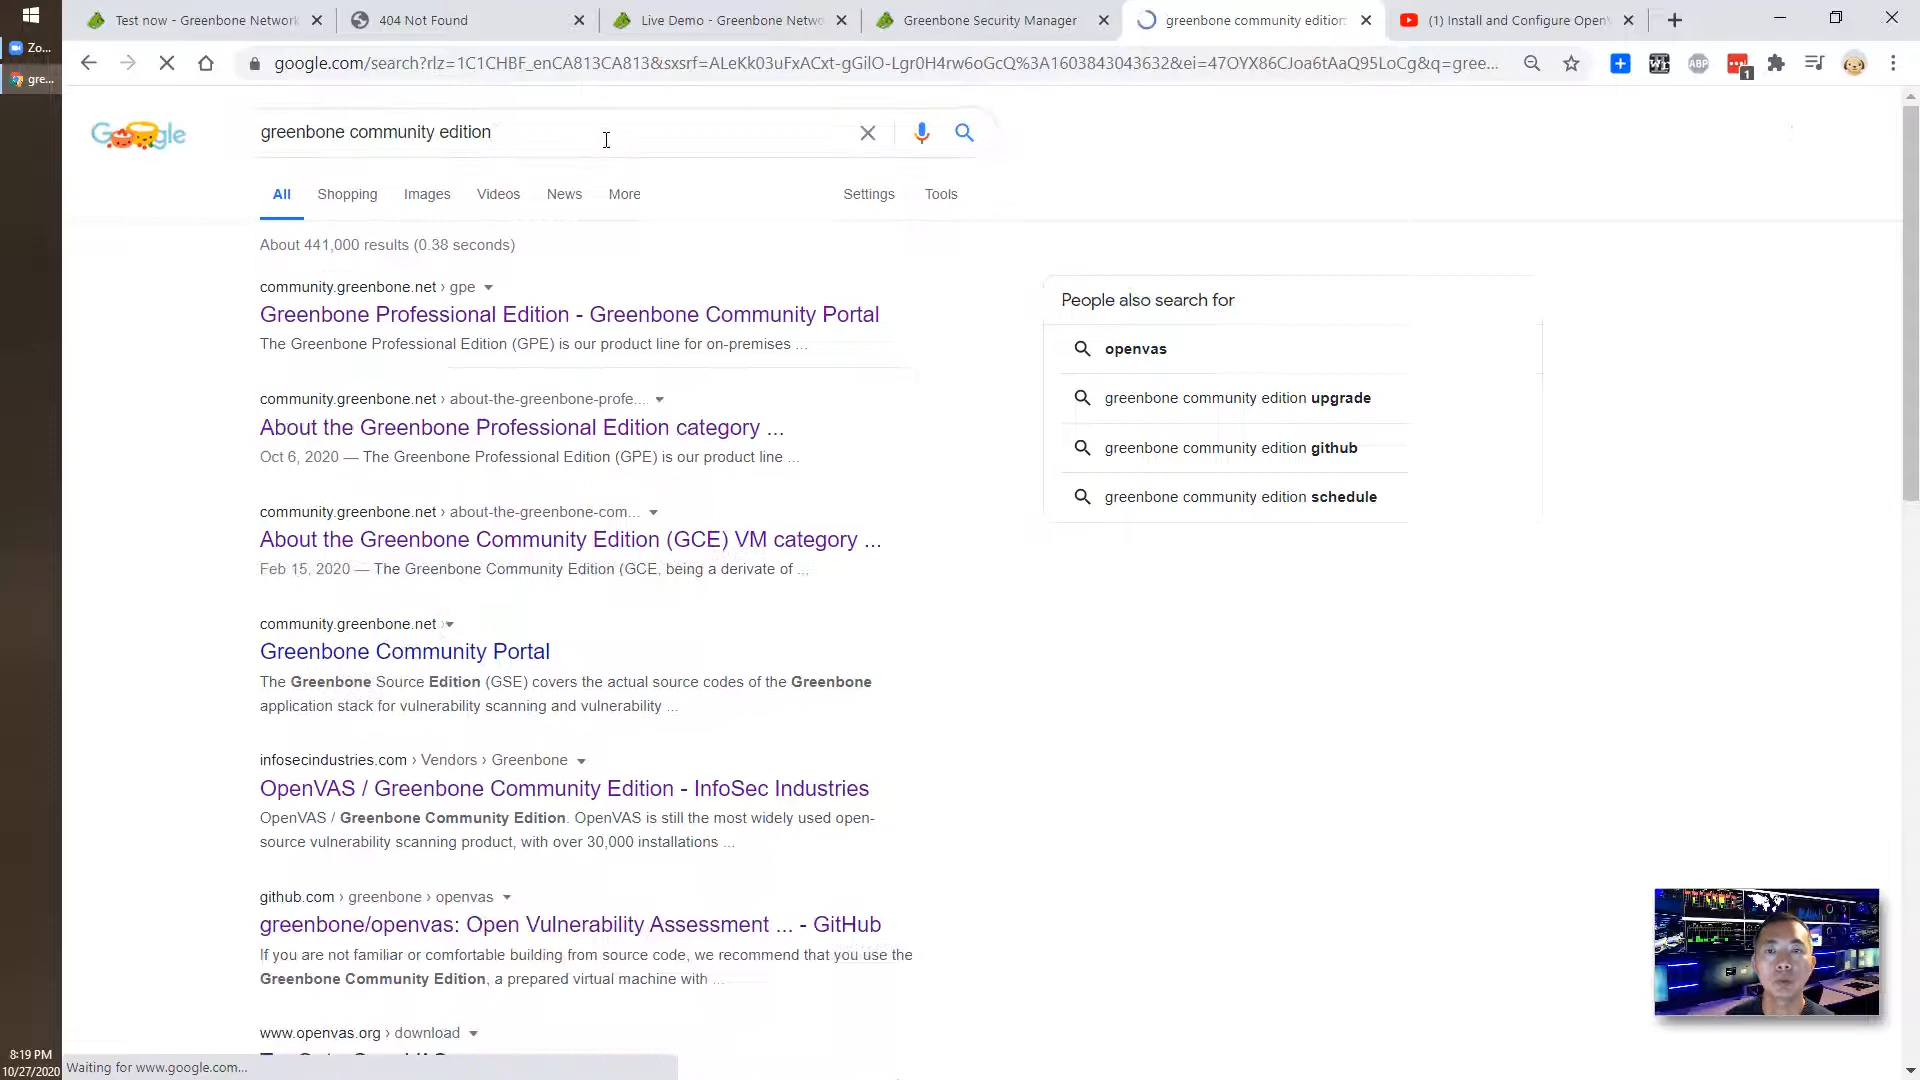 Test now - Greenbone Network
404 Not Found
Live Demo - Greenbone Netwo
Greenbone Security Manager
greenbone community edition
(1) Install and Configure OpenV
Zo...
gre...
google.com/search?rlz=1C1CHBF_enCA813CA813&sxsrf=ALeKk03uFxACxt-gGilO-Lgr0H4rw6oGcQ%3A1603843043632&ei=47OYX86CJoa6tAaQ95LoCg&q=gree...
ABP
1
Google
greenbone community edition
All
Shopping
Images
Videos
News
More
Settings
Tools
About 441,000 results (0.38 seconds)
community.greenbone.net › gpe
Greenbone Professional Edition - Greenbone Community Portal
The Greenbone Professional Edition (GPE) is our product line for on-premises ...
community.greenbone.net › about-the-greenbone-profe...
About the Greenbone Professional Edition category ...
Oct 6, 2020 — The Greenbone Professional Edition (GPE) is our product line ...
community.greenbone.net › about-the-greenbone-com...
About the Greenbone Community Edition (GCE) VM category ...
Feb 15, 2020 — The Greenbone Community Edition (GCE, being a derivate of ...
community.greenbone.net
Greenbone Community Portal
The Greenbone Source Edition (GSE) covers the actual source codes of the Greenbone
application stack for vulnerability scanning and vulnerability ...
infosecindustries.com › Vendors › Greenbone
OpenVAS / Greenbone Community Edition - InfoSec Industries
OpenVAS / Greenbone Community Edition. OpenVAS is still the most widely used open-
source vulnerability scanning product, with over 30,000 installations ...
github.com › greenbone › openvas
greenbone/openvas: Open Vulnerability Assessment ... - GitHub
If you are not familiar or comfortable building from source code, we recommend that you use the
Greenbone Community Edition, a prepared virtual machine with ...
www.openvas.org › download
People also search for
openvas
greenbone community edition upgrade
greenbone community edition github
greenbone community edition schedule
8:19 PM
10/27/2020
Waiting for www.google.com...